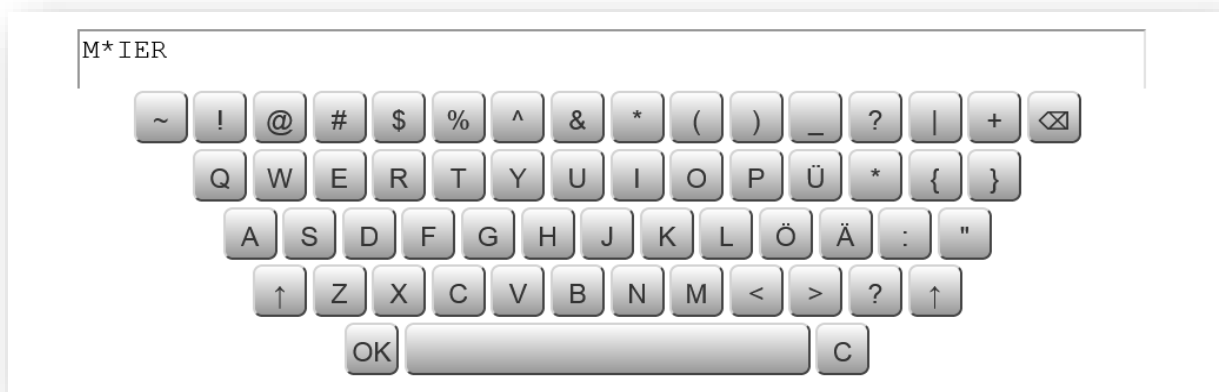 M*IER
~ ! @ # $ % ^ & * ( ) _ ? | + ⌫
Q W E R T Y U I O P Ü * { }
A S D F G H J K L Ö Ä : "
↑ Z X C V B N M < > ? ↑
OK C